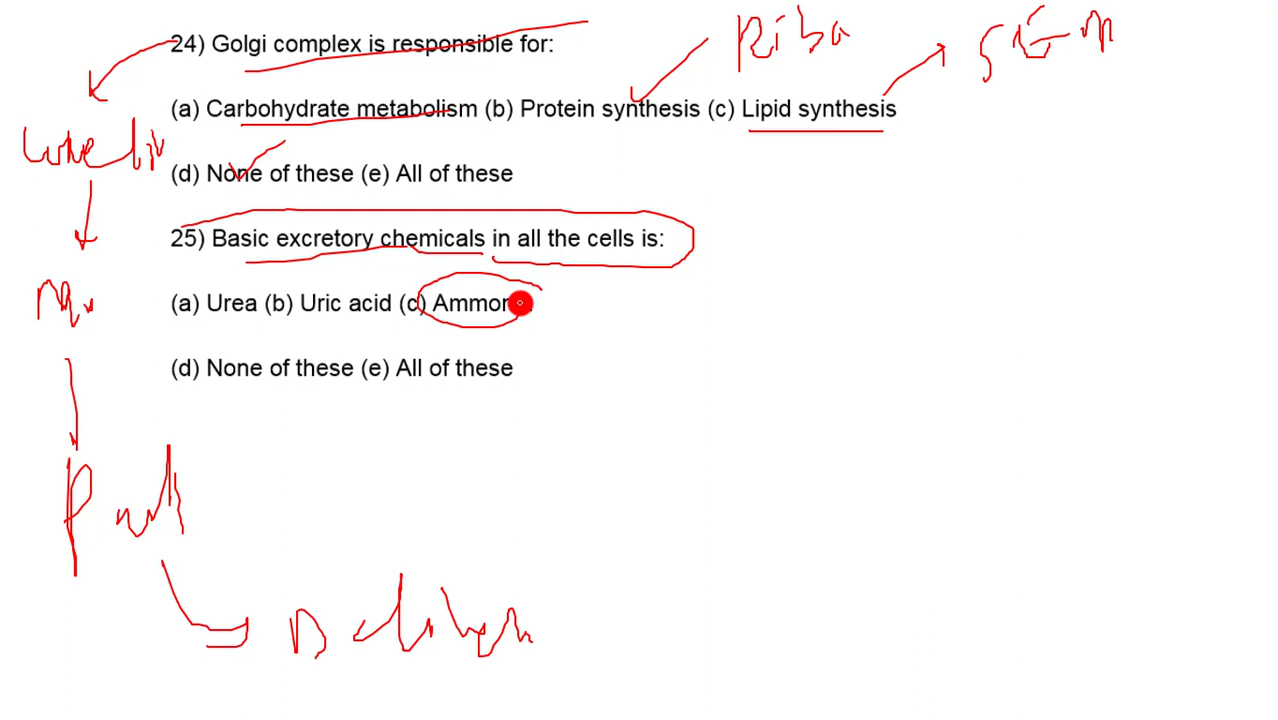 24) Golgi complex is responsible for:
(a) Carbohydrate metabolism (b) Protein synthesis (c) Lipid synthesis
(d) None of these (e) All of these
25) Basic excretory chemicals in all the cells is:
(a) Urea (b) Uric acid (c)
(d) None of these (e) All of these